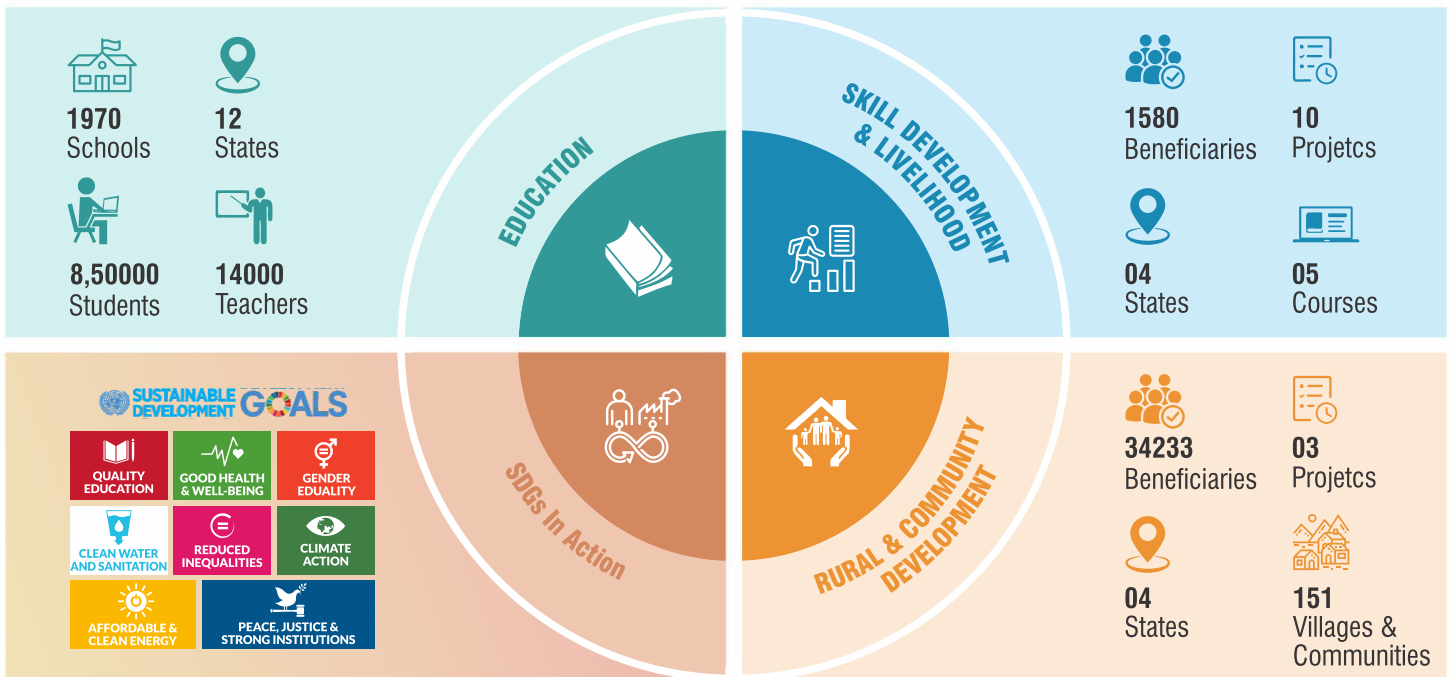 1970
Schools
12
States
8,50000
Students
14000
Teachers
EDUCATION
SKILL DEVELOPMENT
& LIVELIHOOD
1580
Beneficiaries
10
Projetcs
04
States
05
Courses
SUSTAINABLE
DEVELOPMENT
GOALS
QUALITY
EDUCATION
GOOD HEALTH
& WELL-BEING
GENDER
EDUALITY
CLEAN WATER
AND SANITATION
REDUCED
INEQUALITIES
CLIMATE
ACTION
AFFORDABLE &
CLEAN ENERGY
PEACE, JUSTICE &
STRONG INSTITUTIONS
SDGs In Action
RURAL & COMMUNITY
DEVELOPMENT
34233
Beneficiaries
03
Projetcs
04
States
151
Villages &
Communities